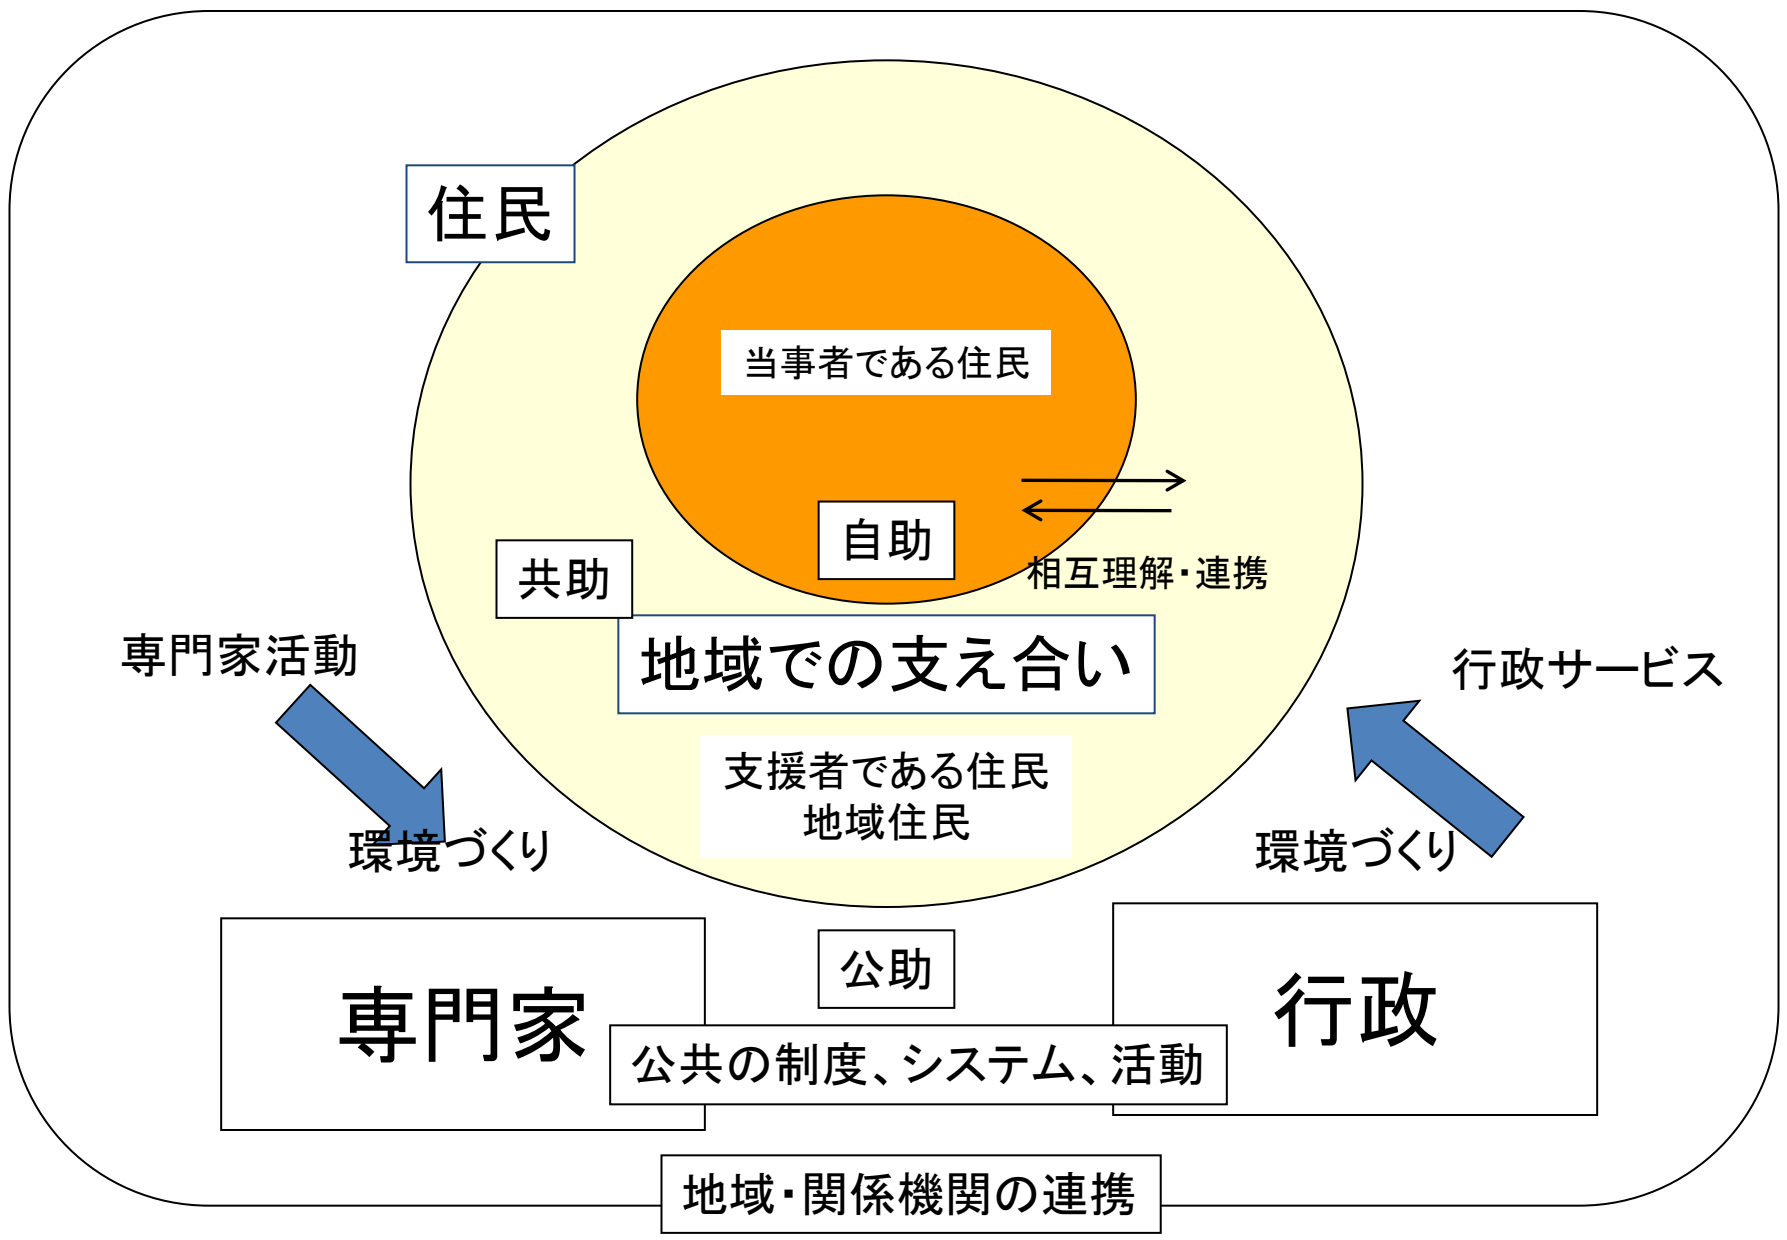 住民
当事者である住民
自助
共助
相互理解・連携
地域での支え合い
専門家活動
行政サービス
支援者である住民
地域住民
環境づくり
環境づくり
専門家
公助
行政
公共の制度、システム、活動
地域・関係機関の連携